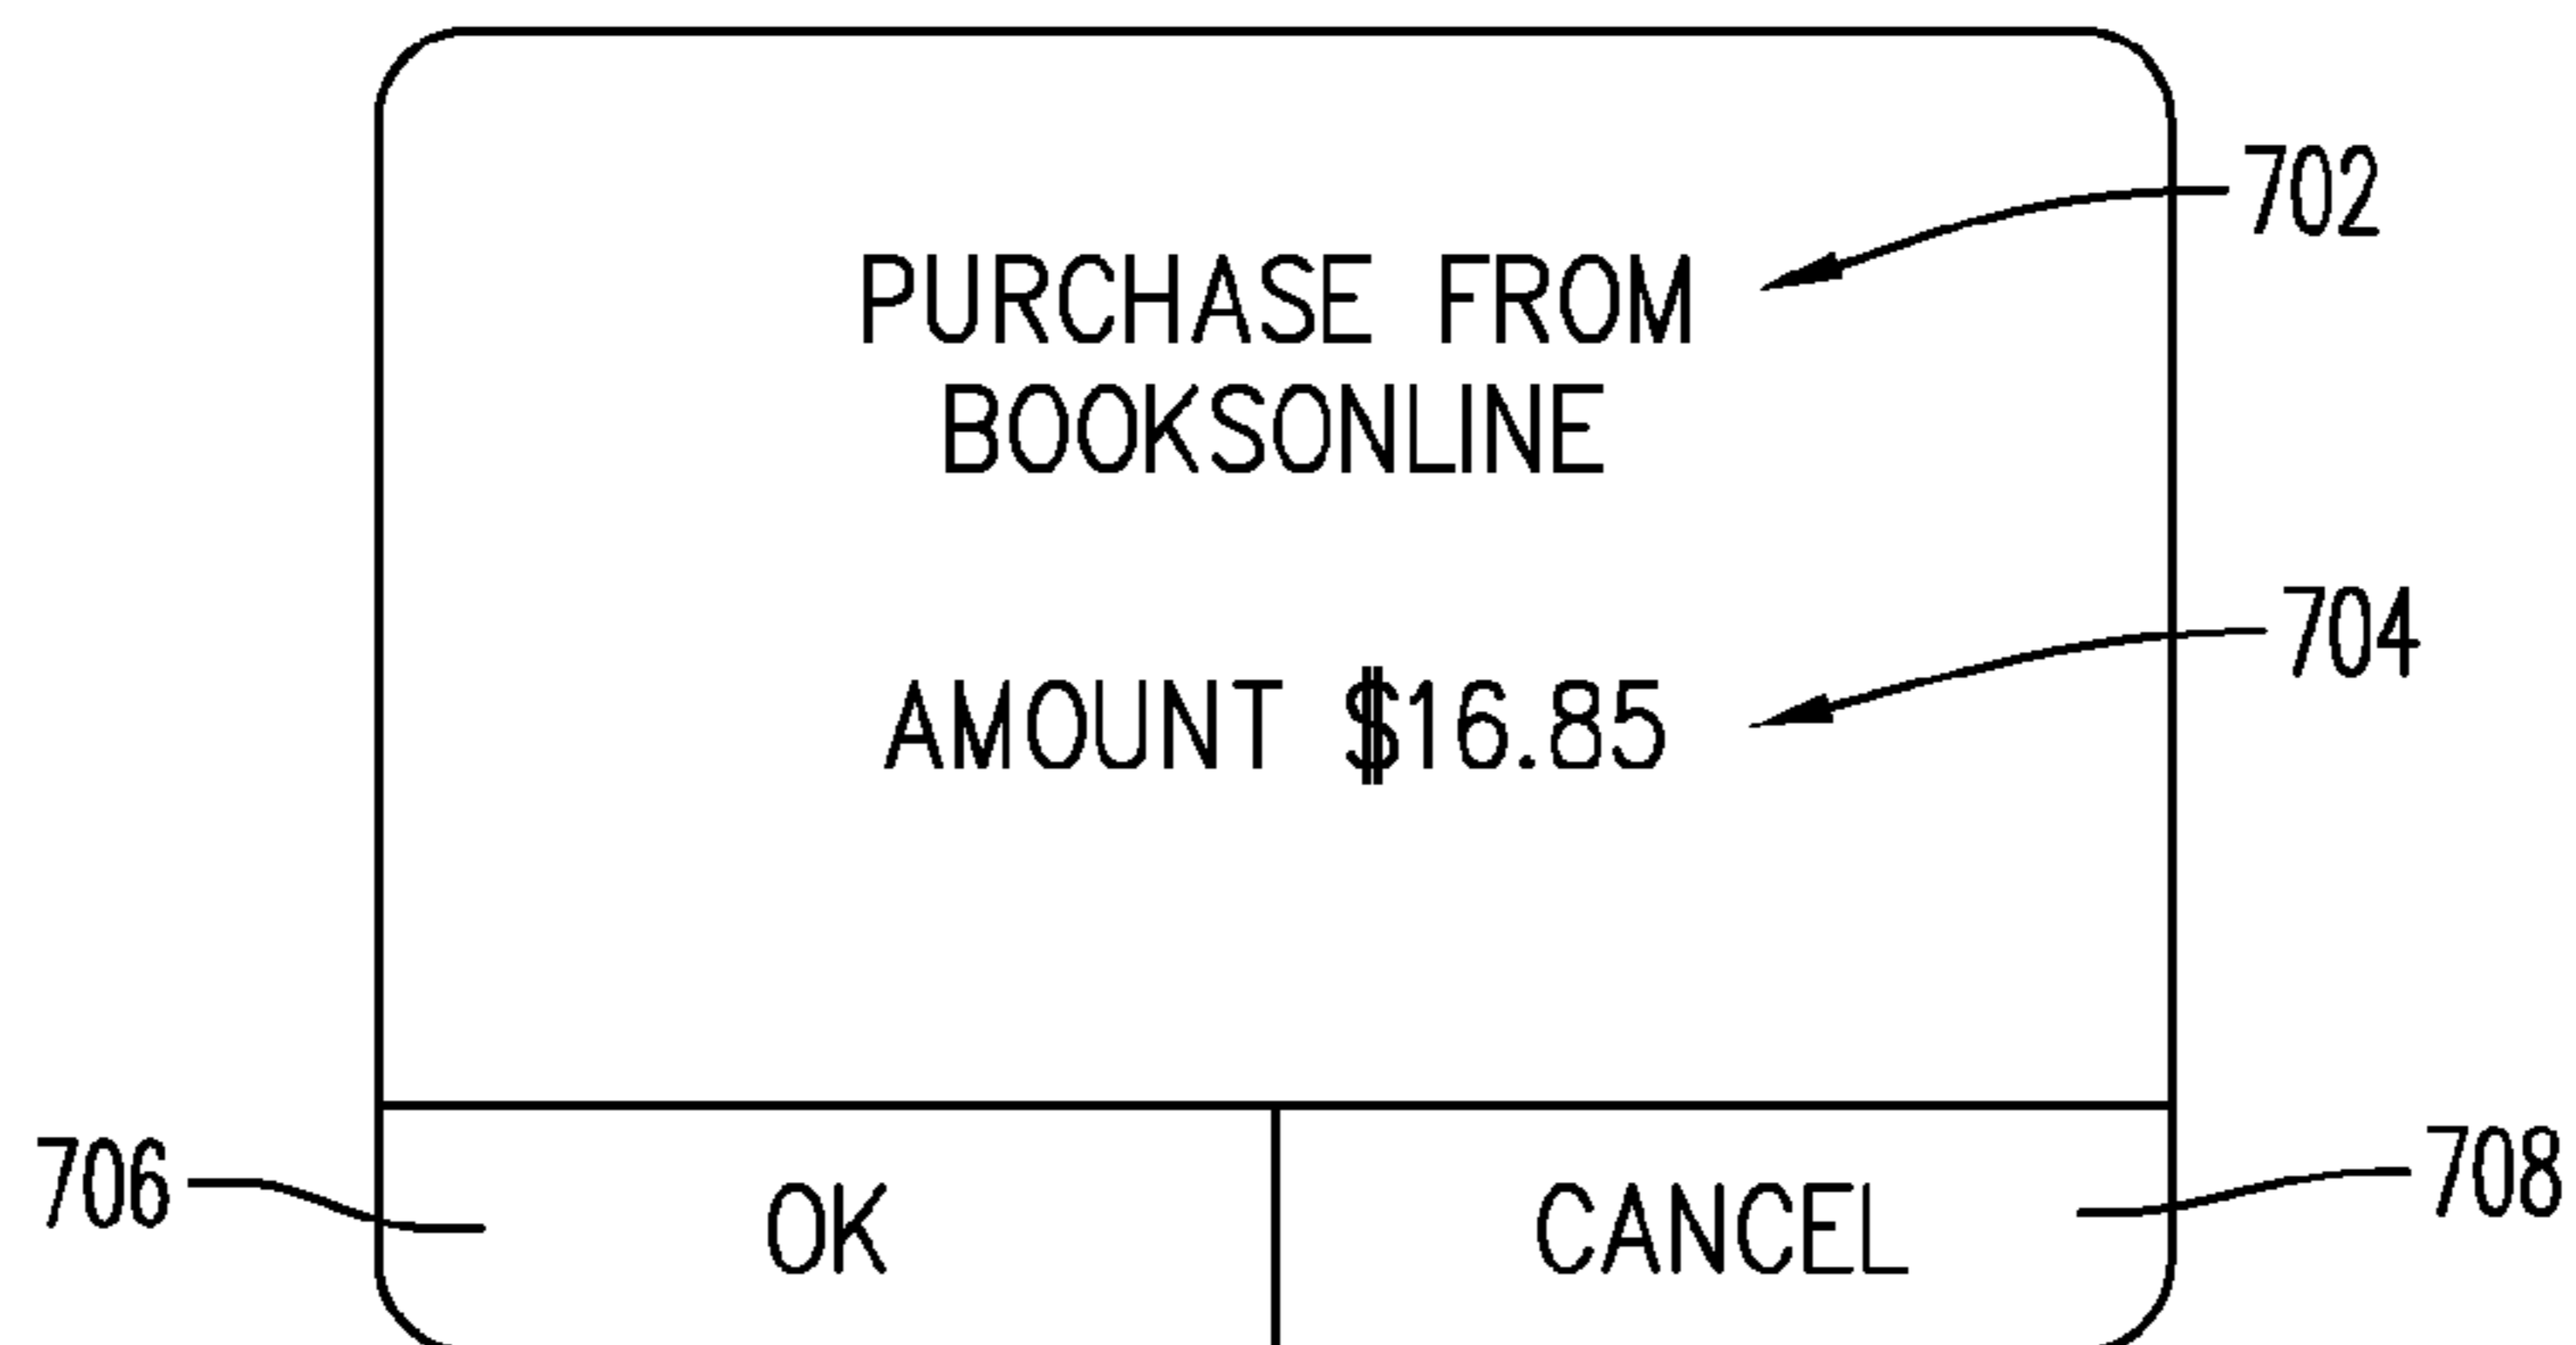 702
PURCHASE FROM
BOOKSONLINE
704
AMOUNT $16.85
706
OK
CANCEL
708